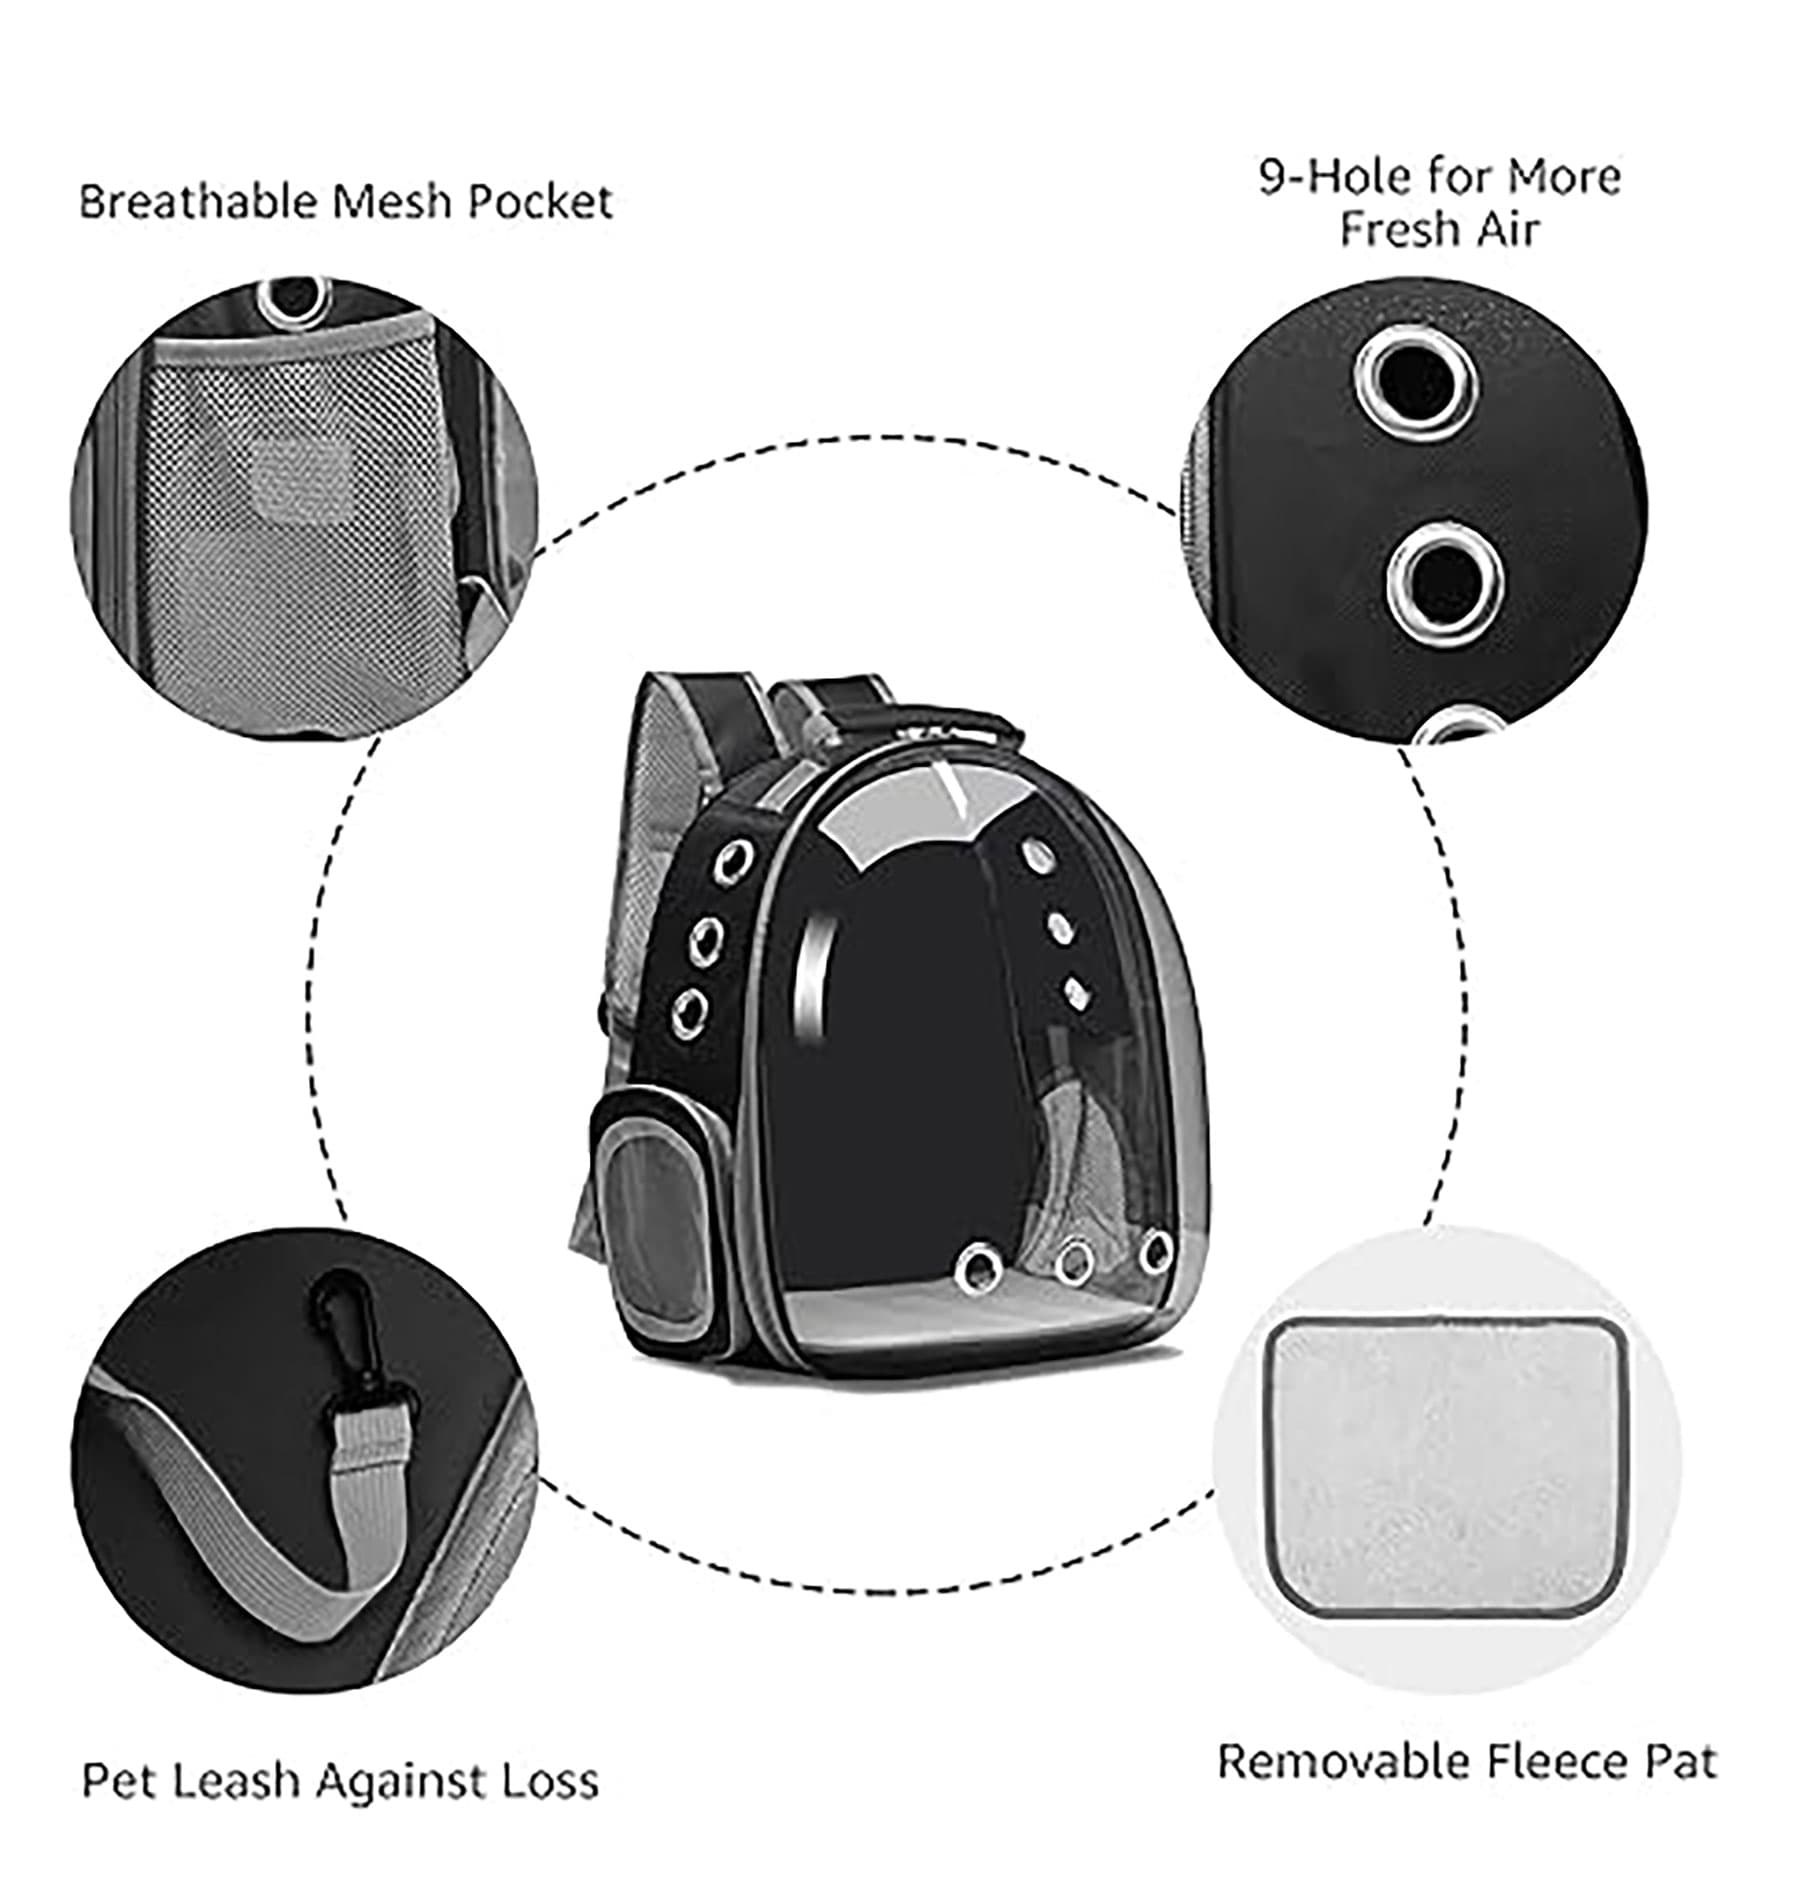 Breathable Mesh Pocket
9-Hole for More
Fresh Air
Pet Leash Against Loss
Removable Fleece Pat